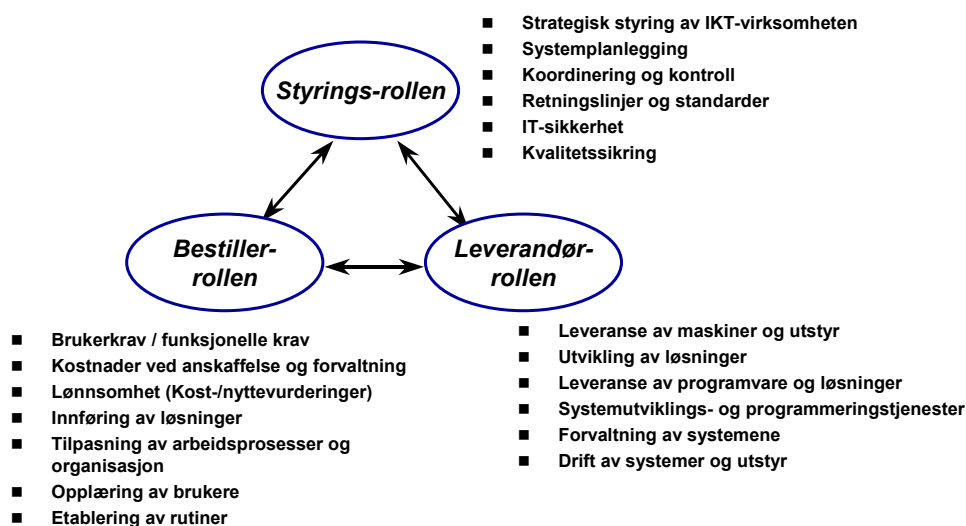 ■ Strategisk styring av IKT-virksomheten
■ Systemplanlegging
■ Koordinering og kontroll
■ Retningslinjer og standarder
■ IT-sikkerhet
■ Kvalitetssikring
Styrings-rollen
Bestiller-
rollen
Leverandør-
rollen
■ Brukerkrav / funksjonelle krav
■ Kostnader ved anskaffelse og forvaltning
■ Lønnsomhet (Kost-/nyttevurderinger)
■ Innføring av løsninger
■ Tilpasning av arbeidsprosesser og
organisasjon
■ Opplæring av brukere
■ Etablering av rutiner
■ Leveranse av maskiner og utstyr
■ Utvikling av løsninger
■ Leveranse av programvare og løsninger
■ Systemutviklings- og programmeringstjenester
■ Forvaltning av systemene
■ Drift av systemer og utstyr